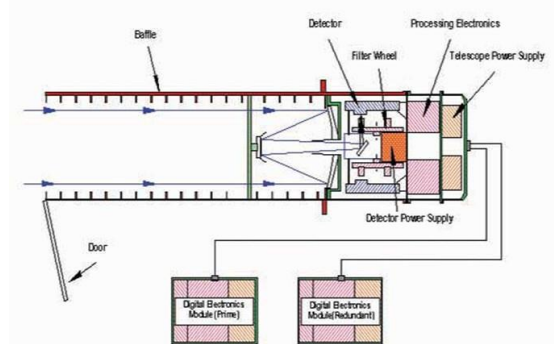 Baffle
Detector
Processing Electronics
Filter Wheel
Telescope Power Supply
Detector Power Supply
Door
Digital Electronics
Module (Prime)
Digital Electronics
Module(Redundant)